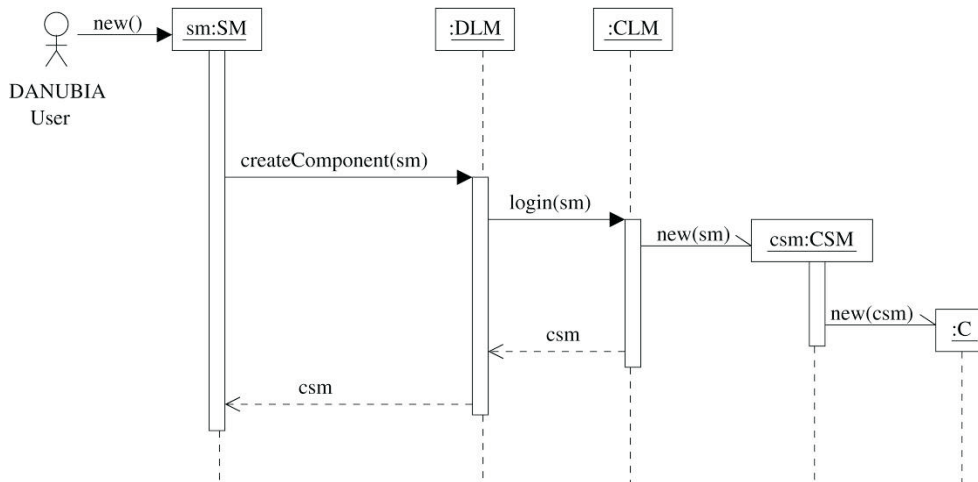 new()
sm:SM
:DLM
:CLM
DANUBIA
User
createComponent(sm)
login(sm)
new(sm)
csm:CSM
new(csm)
:C
csm
csm